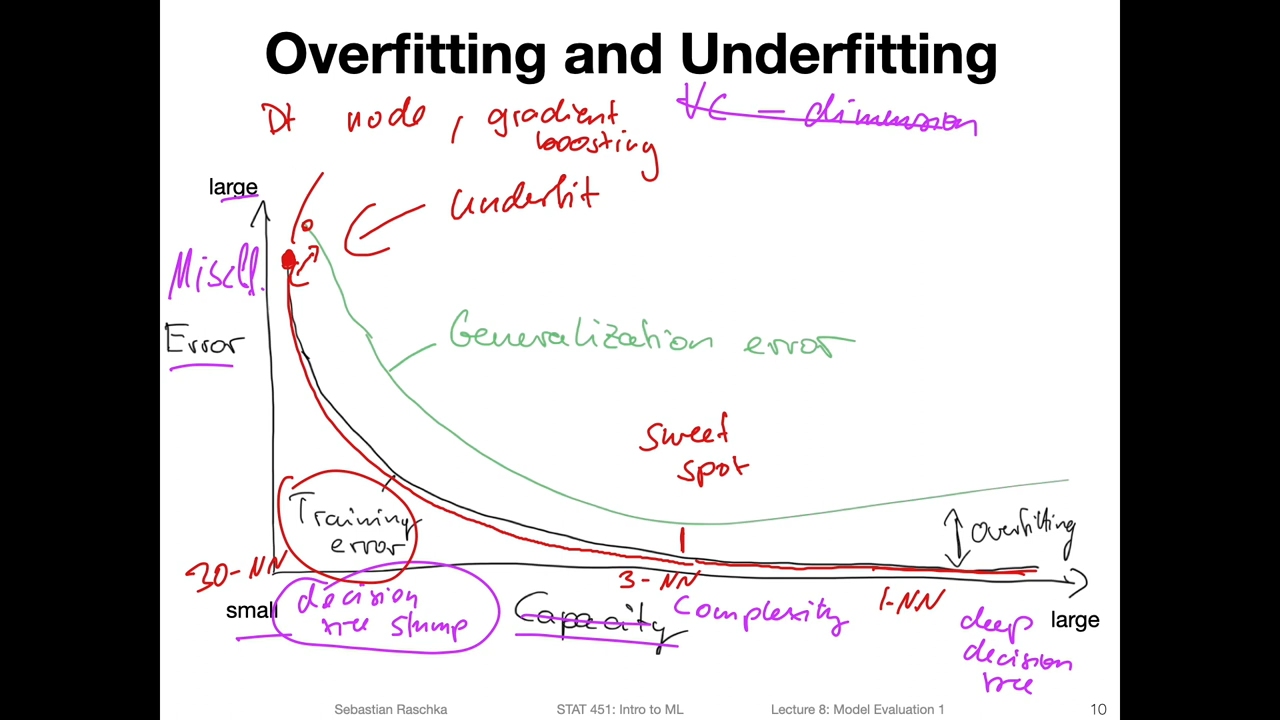 Overfitting and Underfitting
Dt node, gradient
boosting
VC - dimension
large
underfit
Miscl.
Error
Generalization error
sweet
spot
Training
error
overfitting
30-NN
3-NN
1-NN
small
decision
tree stump
Capacity
Complexity
deep
decision
tree
large
Sebastian Raschka
STAT 451: Intro to ML
Lecture 8: Model Evaluation 1
10